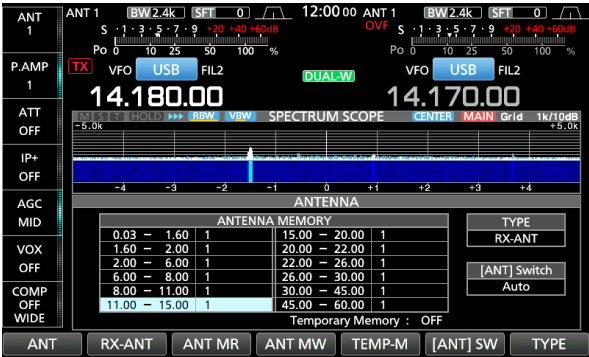 ANT
1
P.AMP
1
ATT
OFF
IP+
OFF
AGC
MID
VOX
OFF
COMP
OFF
WIDE
ANT 1 BW 2.4k SFT 0 12:00 00 ANT 1 BW 2.4k SFT 0
OVF
S ·1·3·5·7·9 +20 +40 +60dB S ·1·3·5·7·9 +20 +40 +60dB
Po 0 10 25 50 100 % Po 0 10 25 50 100 %
TX VFO USB FIL2 DUAL-W VFO USB FIL2
14.180.00 14.170.00
M S T T HOLD RBW VBW SPECTRUM SCOPE CENTER MAIN Grid 1k/10dB
-5.0k +5.0k
-4 -3 -2 -1 0 +1 +2 +3 +4
ANTENNA
ANTENNA MEMORY
0.03 – 1.60 1 15.00 – 20.00 1
1.60 – 2.00 1 20.00 – 22.00 1
2.00 – 6.00 1 22.00 – 26.00 1
6.00 – 8.00 1 26.00 – 30.00 1
8.00 – 11.00 1 30.00 – 45.00 1
11.00 – 15.00 1 45.00 – 60.00 1
Temporary Memory : OFF
TYPE
RX-ANT
[ANT] Switch
Auto
ANT RX-ANT ANT MR ANT MW TEMP-M [ANT] SW TYPE